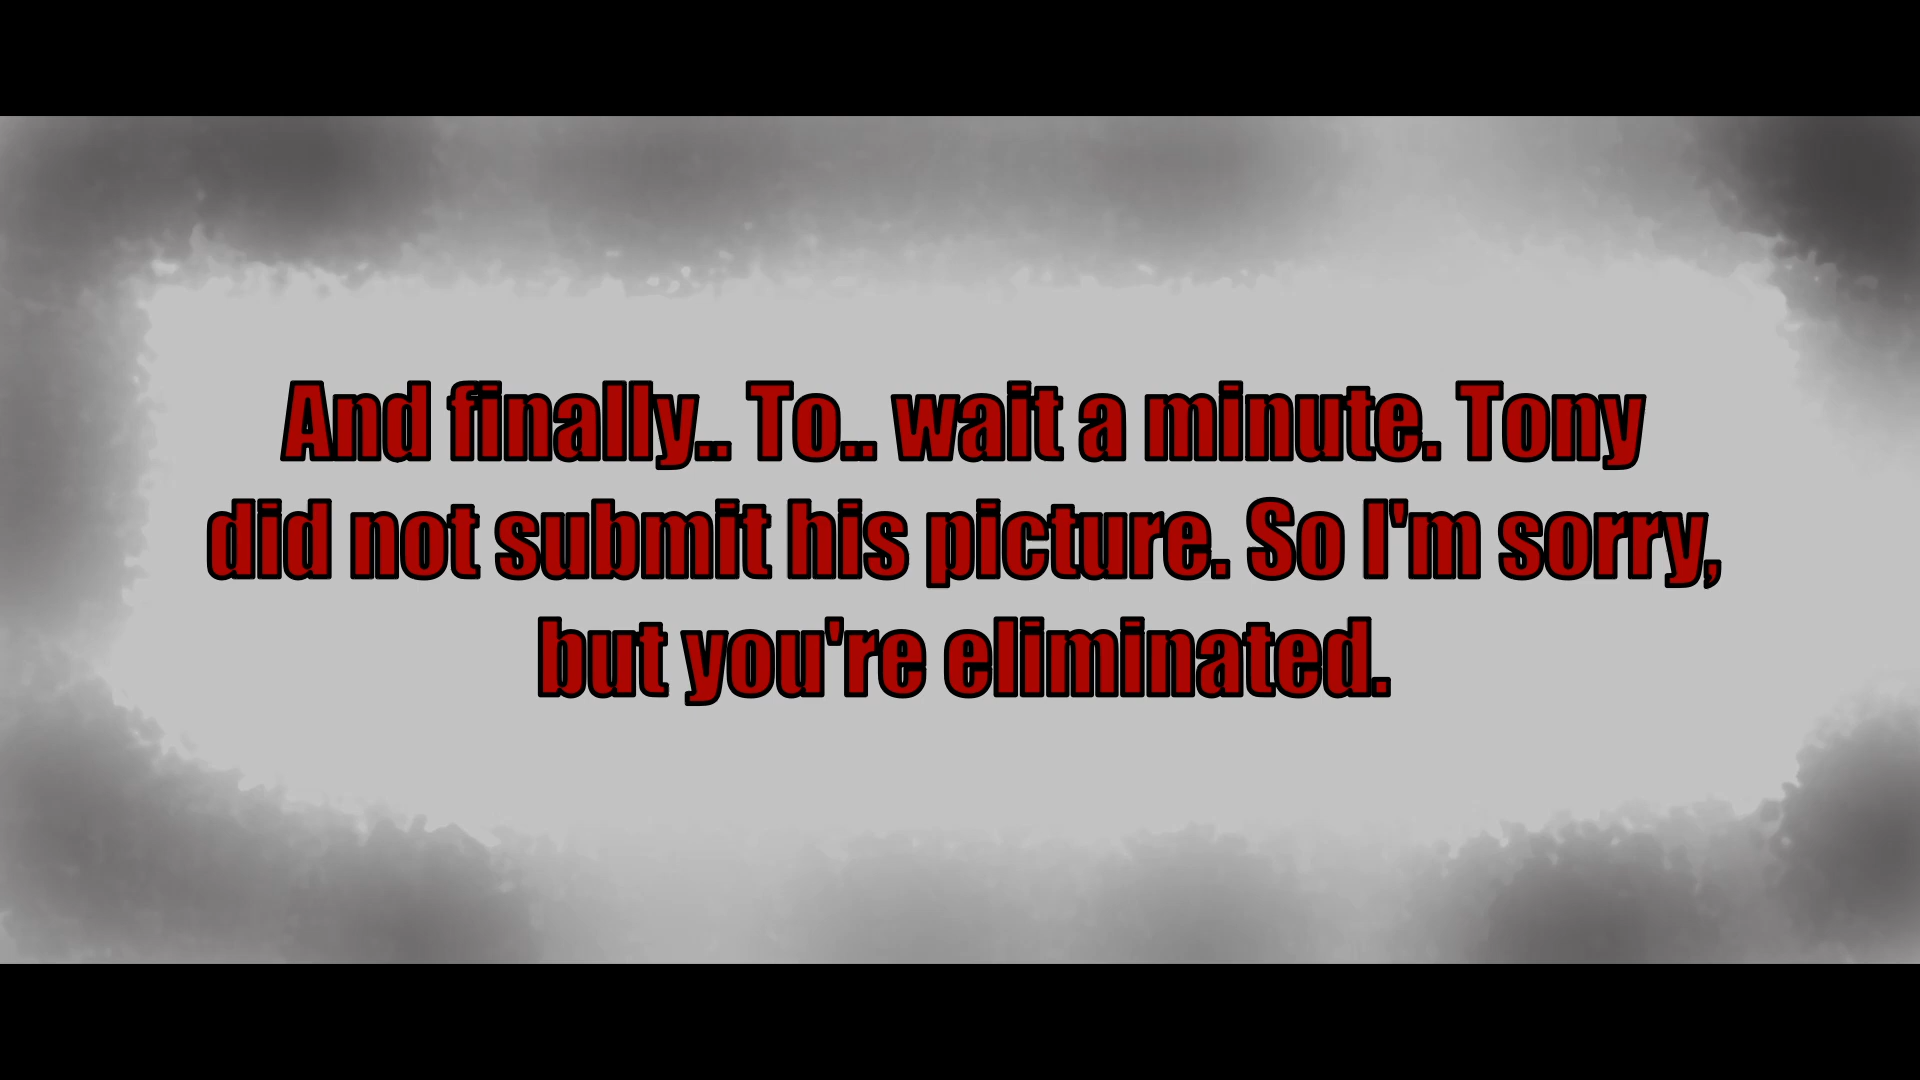 And finally.. To.. wait a minute. Tony
did not submit his picture. So I'm sorry,
but you're eliminated.